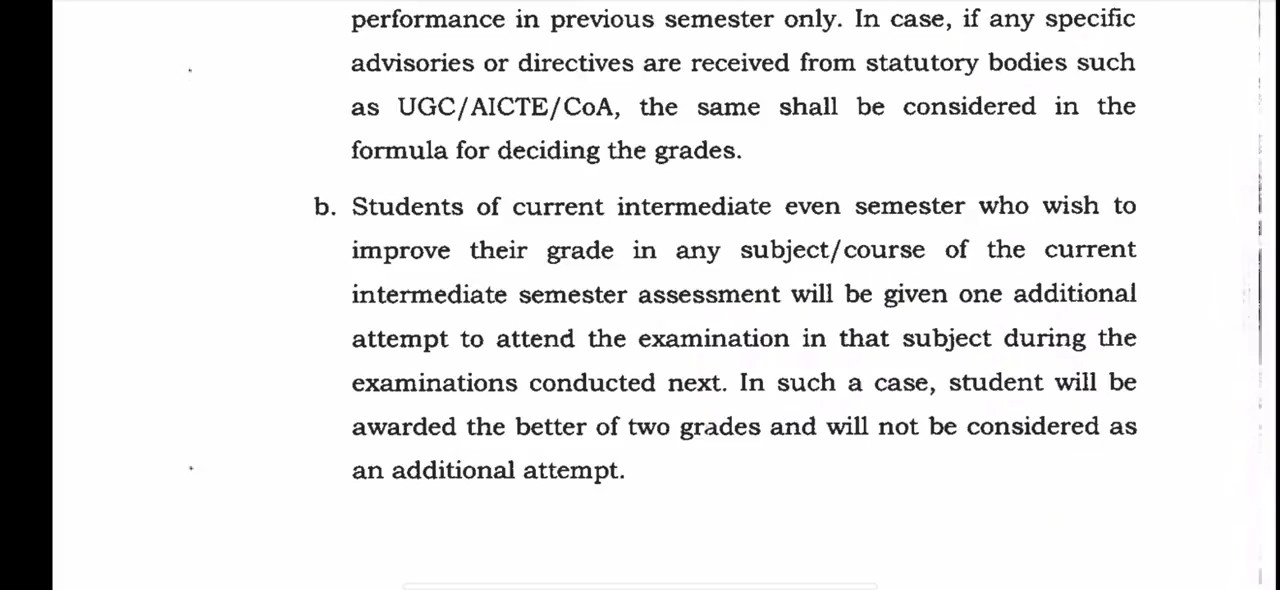 performance in previous semester only. In case, if any specific
advisories or directives are received from statutory bodies such
as UGC/AICTE/CoA, the same shall be considered in the
formula for deciding the grades.
b. Students of current intermediate even semester who wish to
improve their grade in any subject/course of the current
intermediate semester assessment will be given one additional
attempt to attend the examination in that subject during the
examinations conducted next. In such a case, student will be
awarded the better of two grades and will not be considered as
an additional attempt.